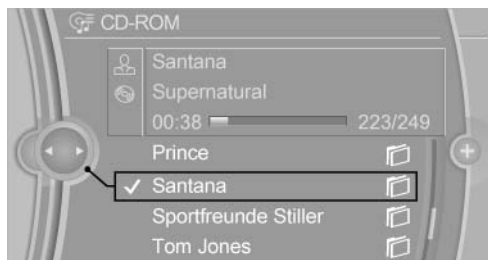 CD-ROM
Santana
Supernatural
00:38 223/249
Prince
Santana
Sportfreunde Stiller
Tom Jones